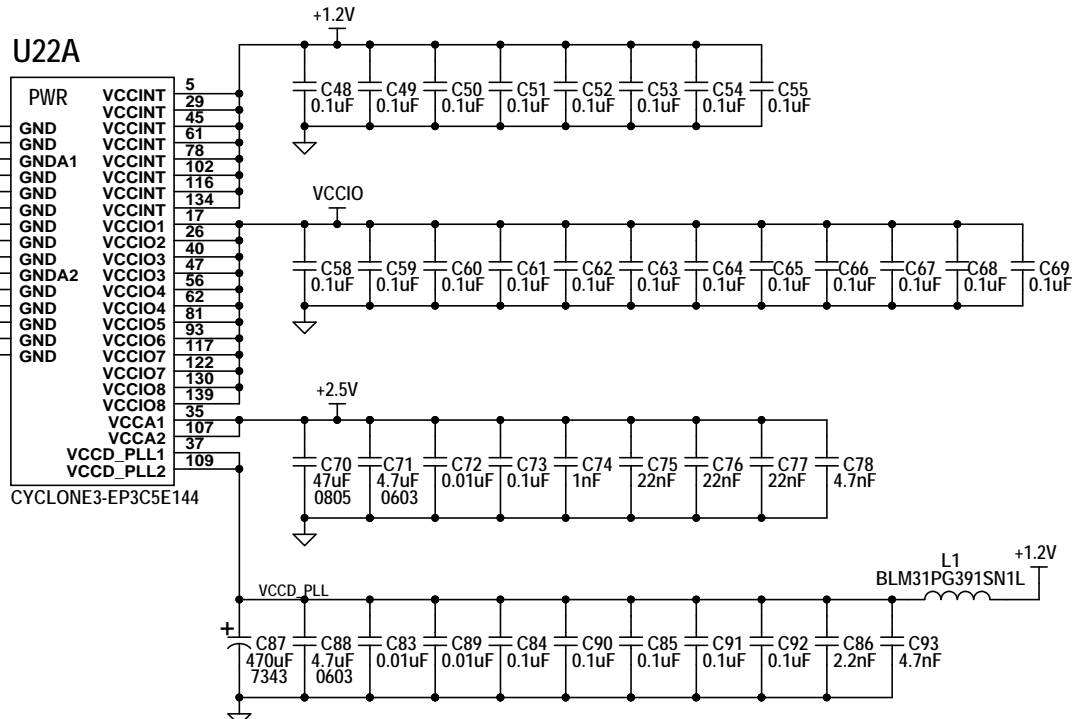 +1.2V
U22A
PWR
GND
GND
GNDA1
GND
GND
GND
GND
GND
GND
GNDA2
GND
GND
GND
GND
GND
VCCINT 5
VCCINT 29
VCCINT 45
VCCINT 61
VCCINT 78
VCCINT 102
VCCINT 116
VCCINT 134
VCCIO1 17
VCCIO2 26
VCCIO3 40
VCCIO3 47
VCCIO4 56
VCCIO4 62
VCCIO5 81
VCCIO6 93
VCCIO7 117
VCCIO7 122
VCCIO8 130
VCCIO8 139
VCCA1 35
VCCA2 107
VCCD_PLL1 37
VCCD_PLL2 109
CYCLONE3-EP3C5E144
C48 C49 C50 C51 C52 C53 C54 C55
0.1uF 0.1uF 0.1uF 0.1uF 0.1uF 0.1uF 0.1uF 0.1uF
VCCIO
C58 C59 C60 C61 C62 C63 C64 C65 C66 C67 C68 C69
0.1uF 0.1uF 0.1uF 0.1uF 0.1uF 0.1uF 0.1uF 0.1uF 0.1uF 0.1uF 0.1uF 0.1uF
+2.5V
C70 C71 C72 C73 C74 C75 C76 C77 C78
47uF 4.7uF 0.01uF 0.1uF 1nF 22nF 22nF 22nF 4.7nF
0805 0603
L1
BLM31PG391SN1L
+1.2V
VCCD_PLL
+
C87 C88 C83 C89 C84 C90 C85 C91 C92 C86 C93
470uF 4.7uF 0.01uF 0.01uF 0.1uF 0.1uF 0.1uF 0.1uF 0.1uF 2.2nF 4.7nF
7343 0603